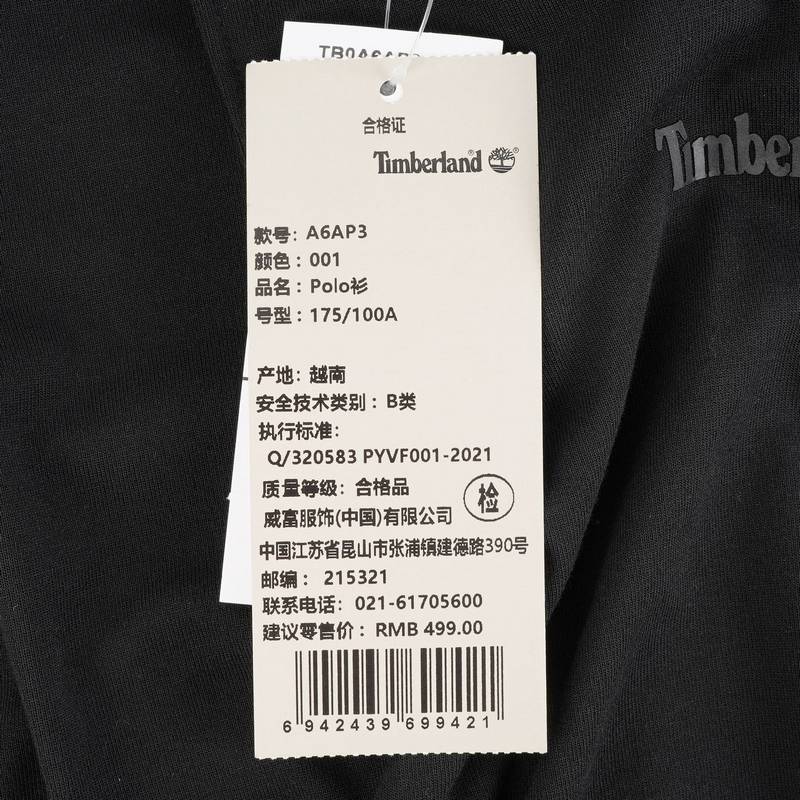 合格证
Timberland
Timber
款号: A6AP3
颜色: 001
品名: Polo衫
号型: 175/100A
产地: 越南
安全技术类别: B类
执行标准:
Q/320583 PYVF001-2021
质量等级: 合格品
检
威富服饰(中国)有限公司
中国江苏省昆山市张浦镇建德路390号
邮编: 215321
联系电话: 021-61705600
建议零售价: RMB 499.00
6 942439 699421